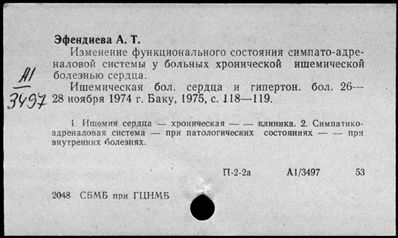 Эфендиева А. Т.
Изменение функционального состояния симпато-адре-
наловой системы у больных хронической ишемической
болезнью сердца.
Ишемическая бол. сердца и гипертон. бол. 26—
28 ноября 1974 г. Баку, 1975, с. 118—119.
А1/3497
1. Ишемия сердца — хроническая — — клиника. 2. Симпатико-
адреналовая система — при патологических состояниях — — при
внутренних болезнях.
П-2-2а А1/3497 53
2048 СБМБ при ГЦНМБ